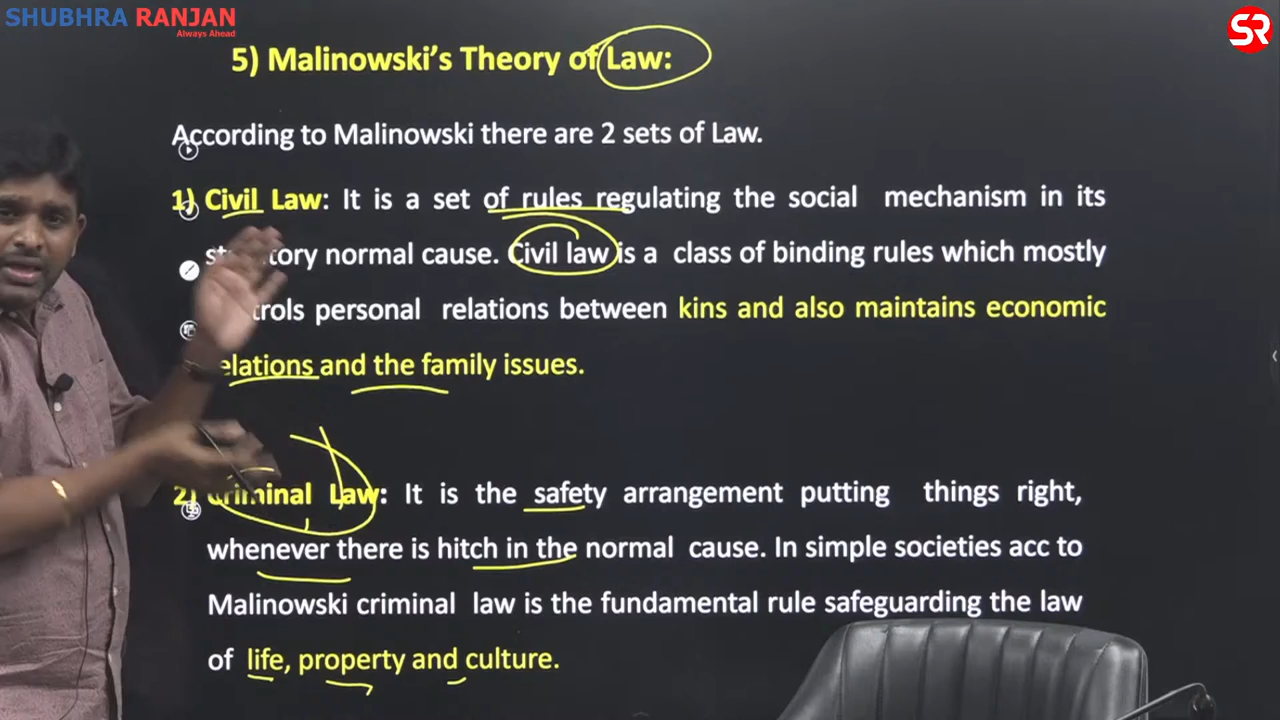 SHUBHRA RANJAN
Always Ahead
SR
5) Malinowski's Theory of Law:
According to Malinowski there are 2 sets of Law.
1) Civil Law: It is a set of rules regulating the social mechanism in its
normal cause. Civil law is a class of binding rules which mostly
personal relations between kins and also maintains economic
and the family issues.
2) Criminal Law: It is the safety arrangement putting things right,
whenever there is hitch in the normal cause. In simple societies acc to
Malinowski criminal law is the fundamental rule safeguarding the law
of life, property and culture.